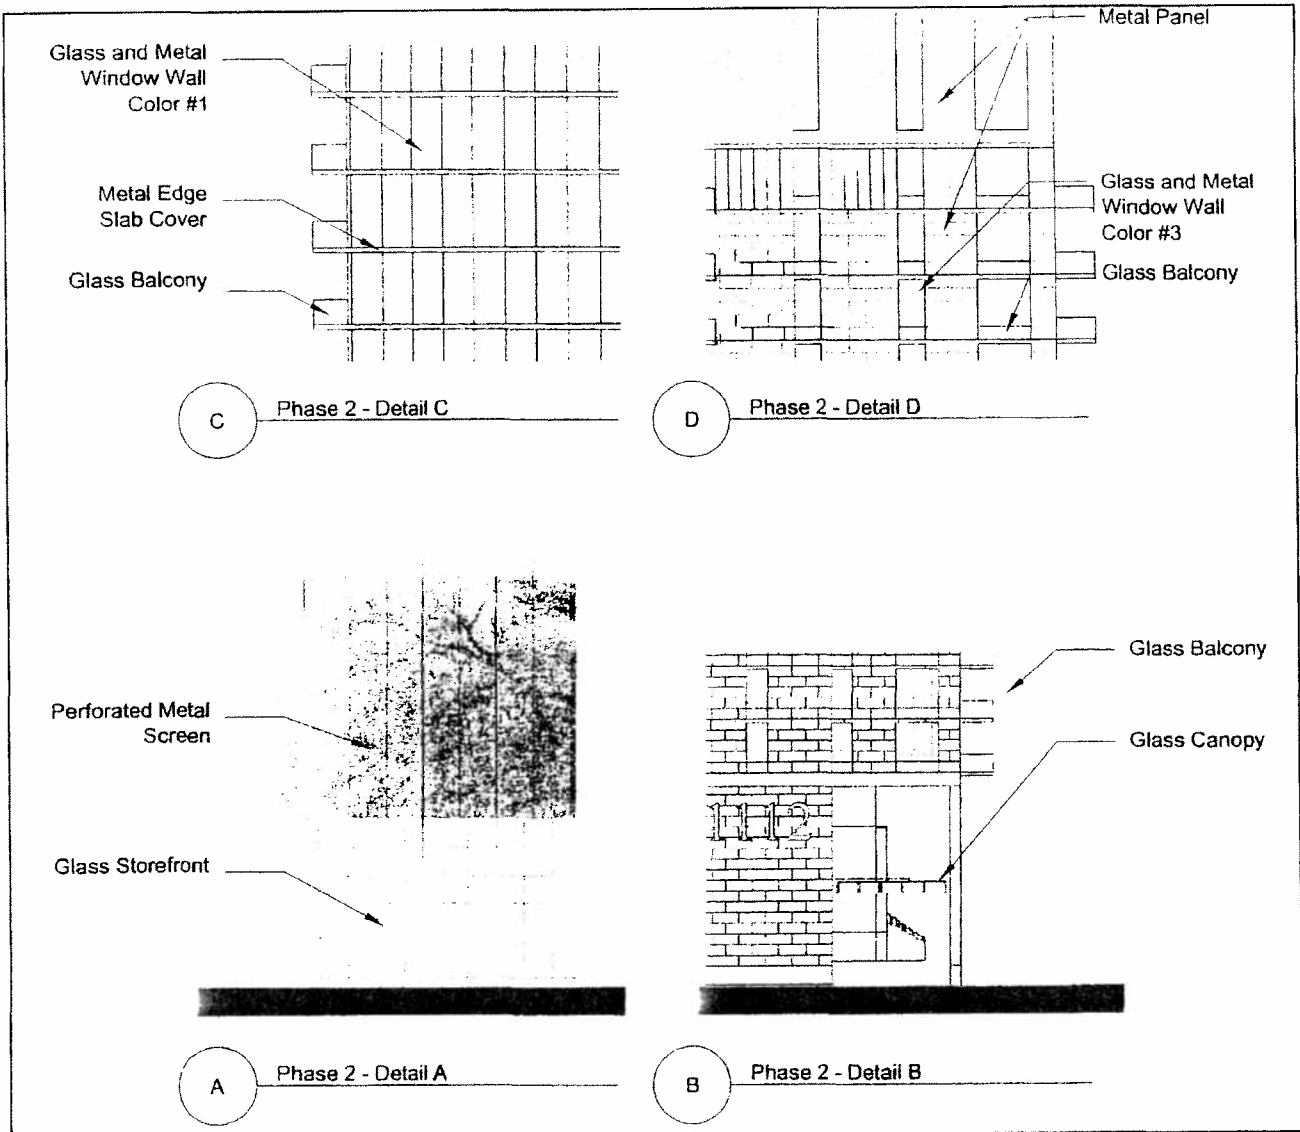 Glass and Metal
Window Wall
Color #1
Metal Edge
Slab Cover
Glass Balcony
C
Phase 2 - Detail C
Metal Panel
Glass and Metal
Window Wall
Color #3
Glass Balcony
D
Phase 2 - Detail D
Perforated Metal
Screen
Glass Storefront
A
Phase 2 - Detail A
Glass Balcony
Glass Canopy
1112
B
Phase 2 - Detail B